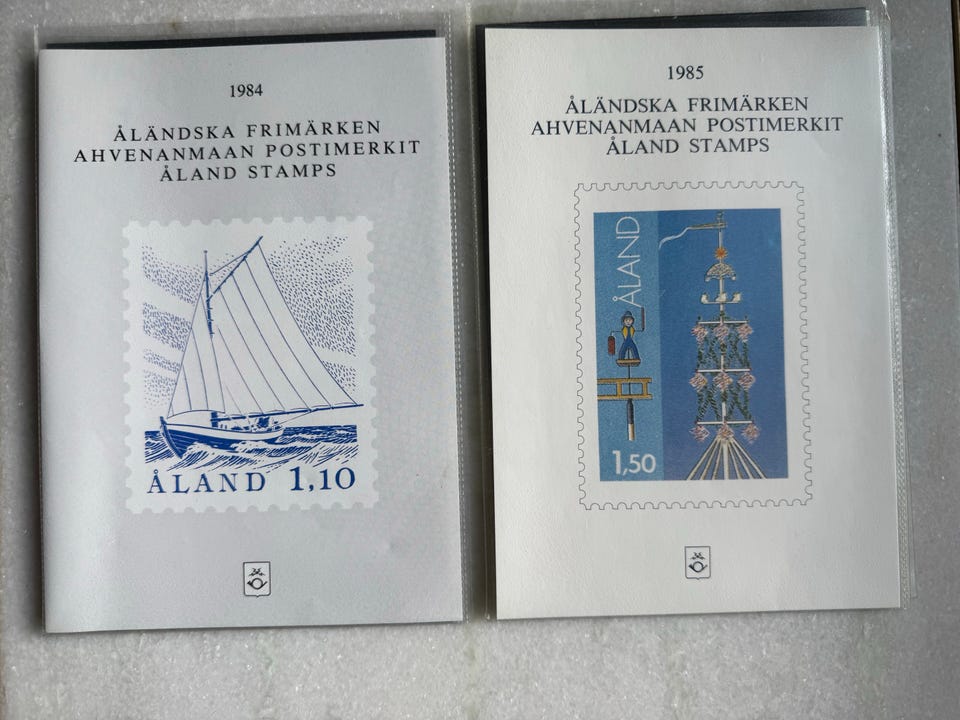 1984
ÅLÄNDSKA FRIMÄRKEN
AHVENANMAAN POSTIMERKIT
ÅLAND STAMPS
ÅLAND 1,10
1985
ÅLÄNDSKA FRIMÄRKEN
AHVENANMAAN POSTIMERKIT
ÅLAND STAMPS
ÅLAND
1,50